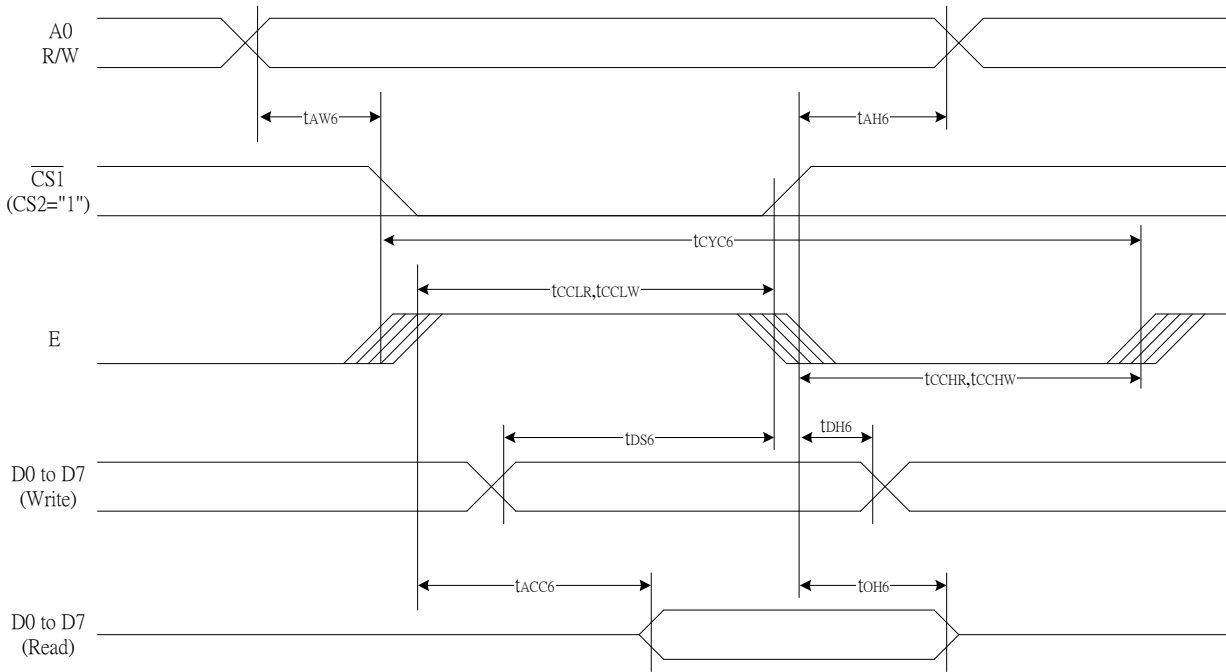 A0
R/W
tAW6
tAH6
CS1
(CS2="1")
tCYC6
tCCLR,tCCLW
E
tCCHR,tCCHW
tDS6
tDH6
D0 to D7
(Write)
tACC6
tOH6
D0 to D7
(Read)